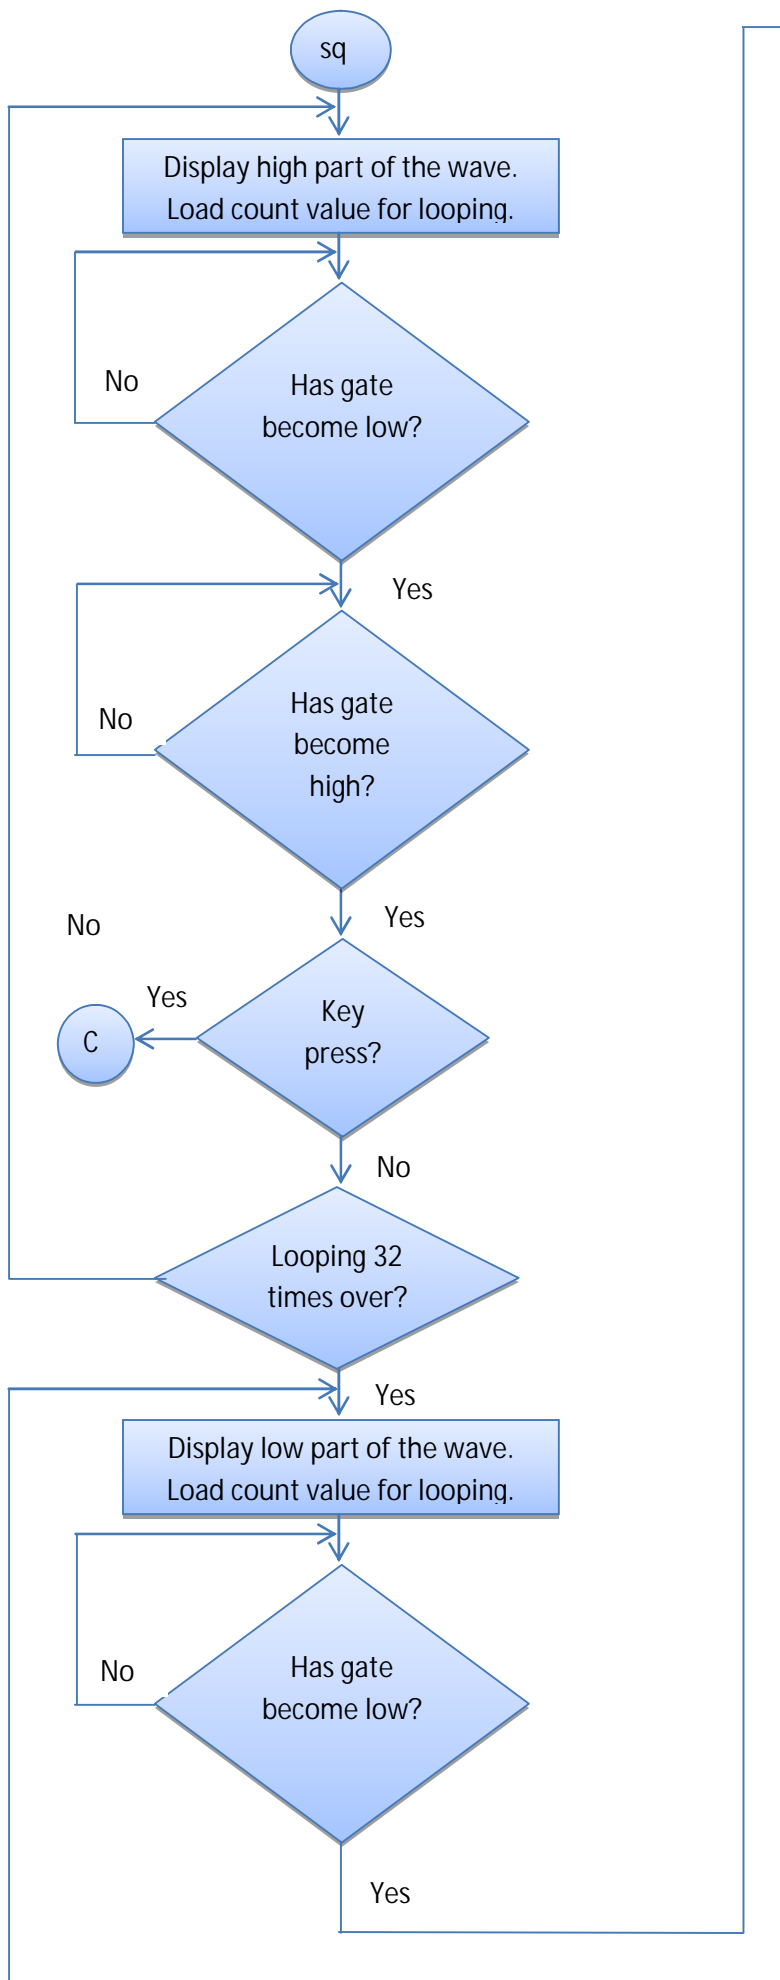 sq
Display high part of the wave.
Load count value for looping.
No
Has gate
become low?
Yes
No
Has gate
become
high?
Yes
No
Yes
C
Key
press?
No
Looping 32
times over?
Yes
Display low part of the wave.
Load count value for looping.
No
Has gate
become low?
Yes